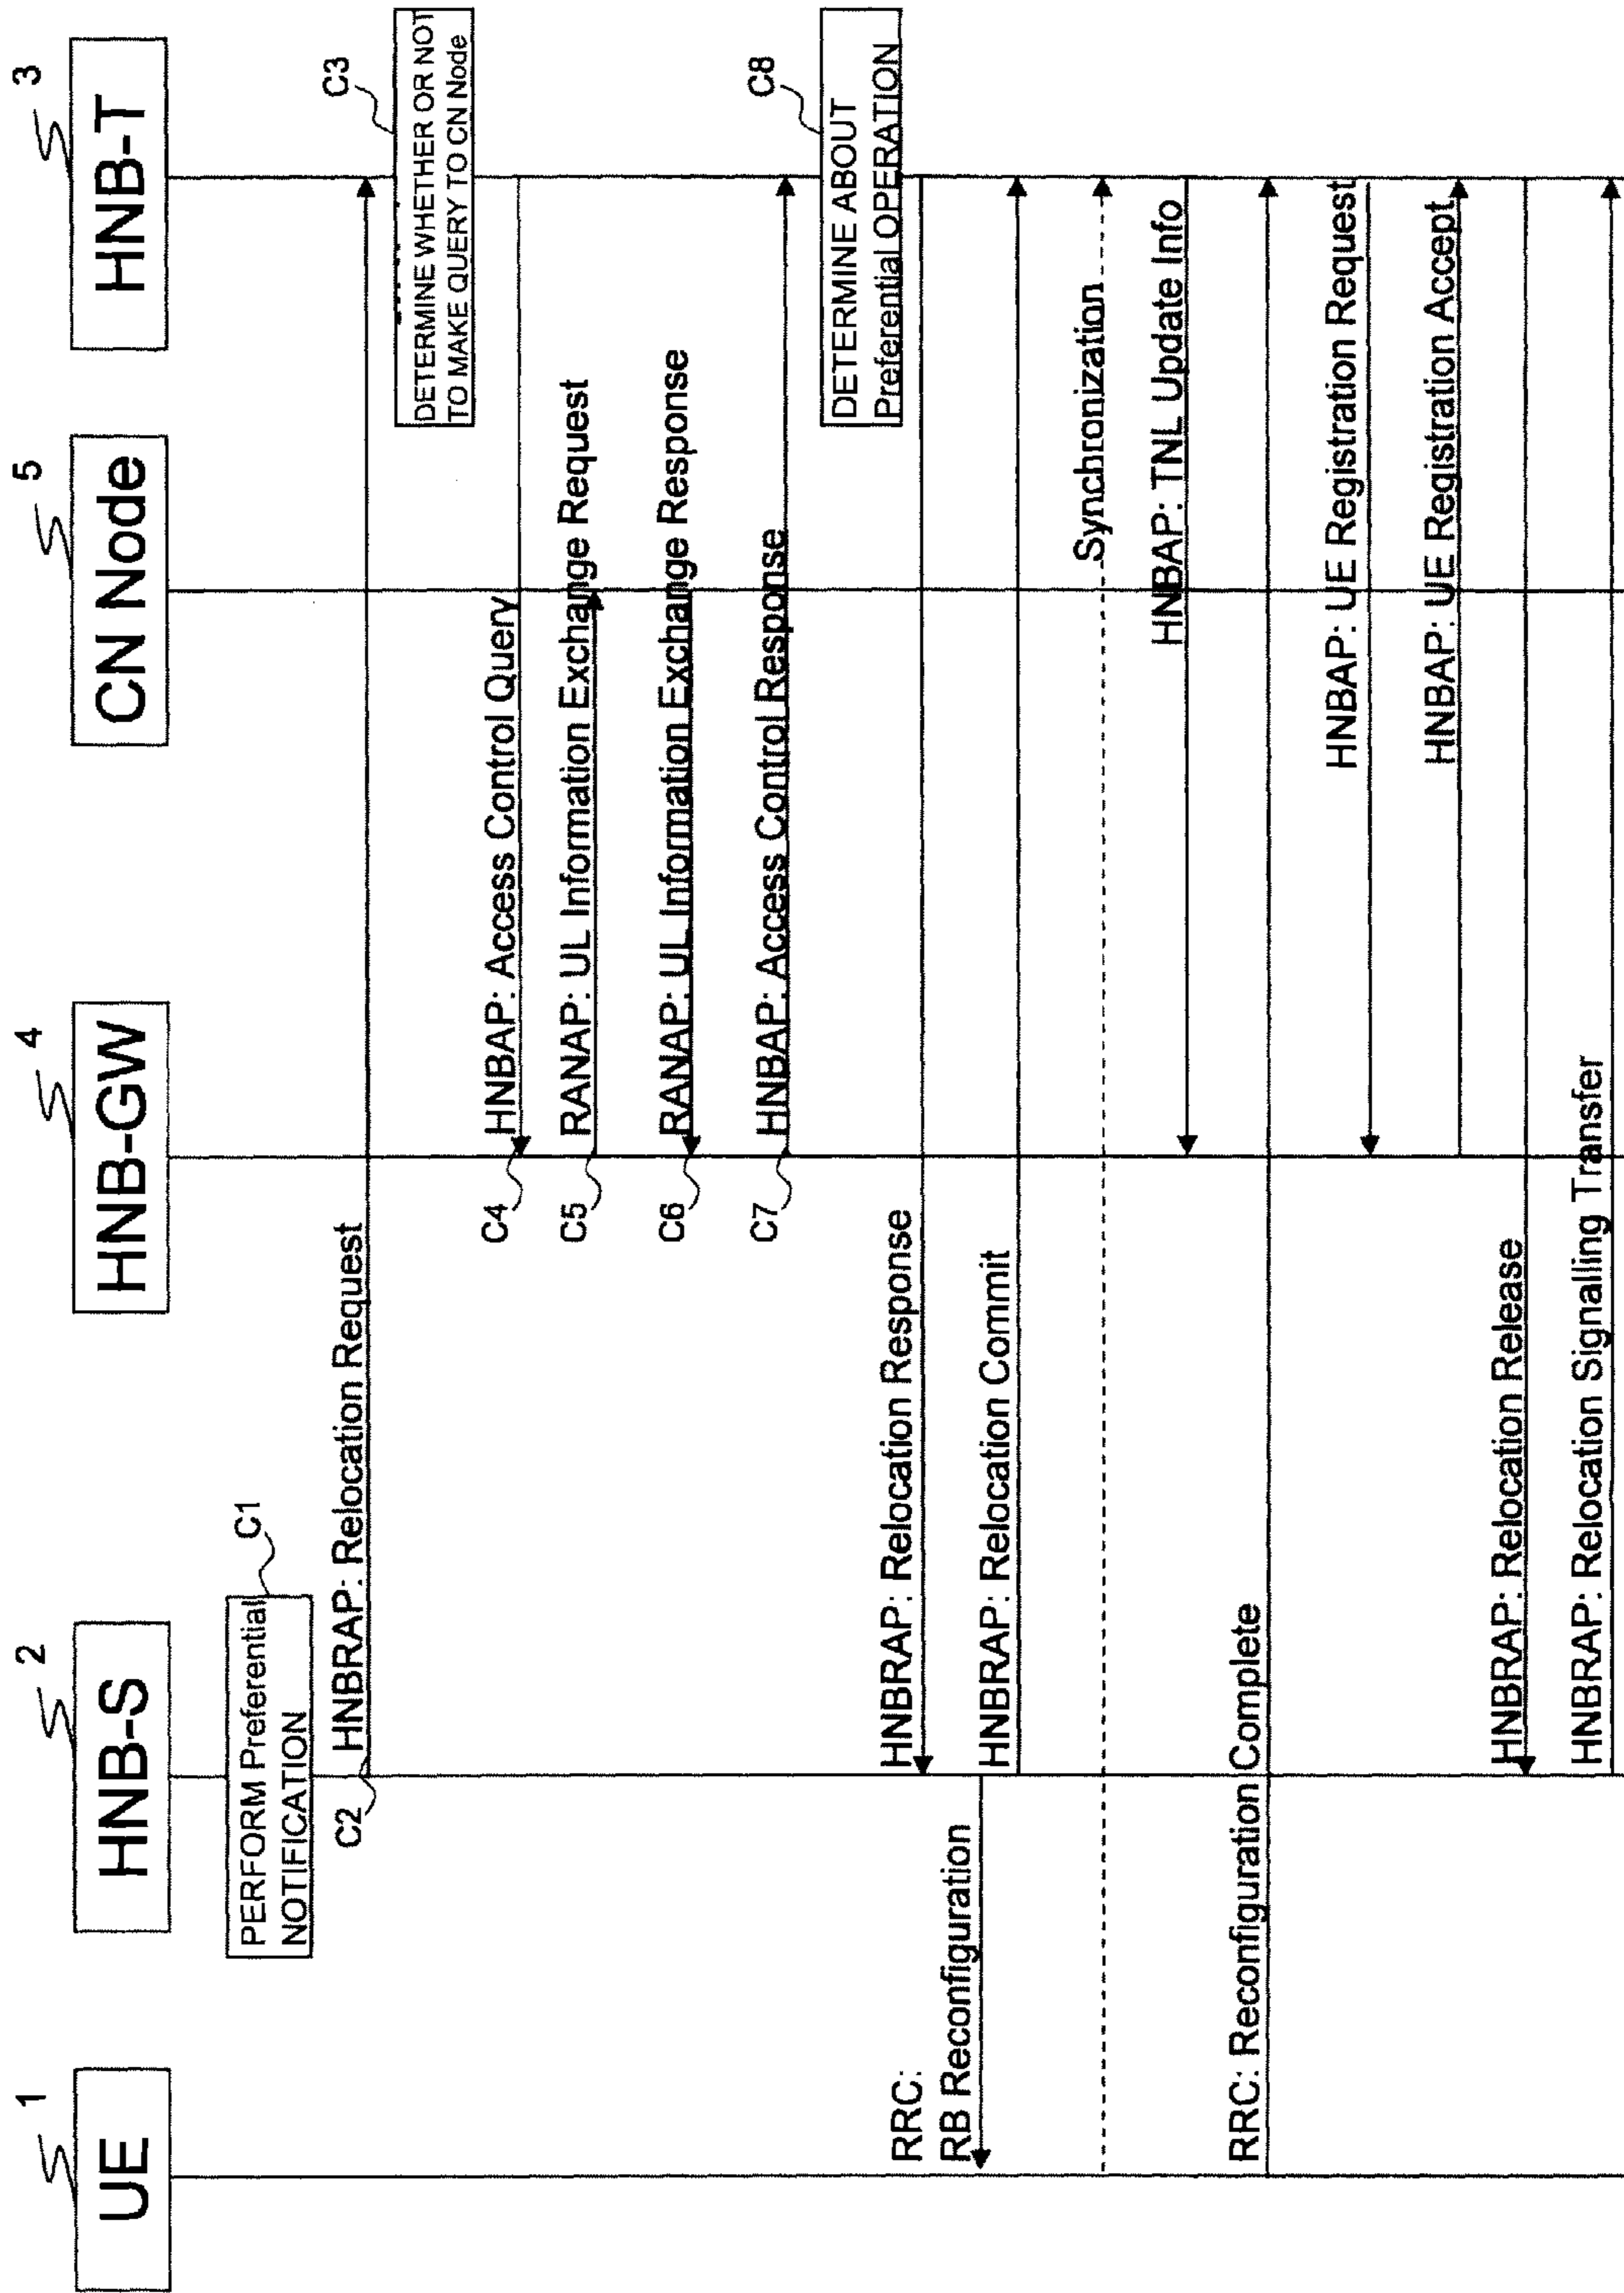 1
UE
2
HNB-S
4
HNB-GW
5
CN Node
3
HNB-T
PERFORM Preferential
NOTIFICATION
C1
C2
HNBRAP: Relocation Request
C3
DETERMINE WHETHER OR NOT
TO MAKE QUERY TO CN Node
C4
HNBAP: Access Control Query
C5
RANAP: UL Information Exchange Request
C6
RANAP: UL Information Exchange Response
C7
HNBAP: Access Control Response
C8
DETERMINE ABOUT
Preferential OPERATION
HNBRAP: Relocation Response
RRC:
RB Reconfiguration
HNBRAP: Relocation Commit
Synchronization
HNBAP: TNL Update Info
RRC: Reconfiguration Complete
HNBAP: UE Registration Request
HNBAP: UE Registration Accept
HNBRAP: Relocation Release
HNBRAP: Relocation Signalling Transfer